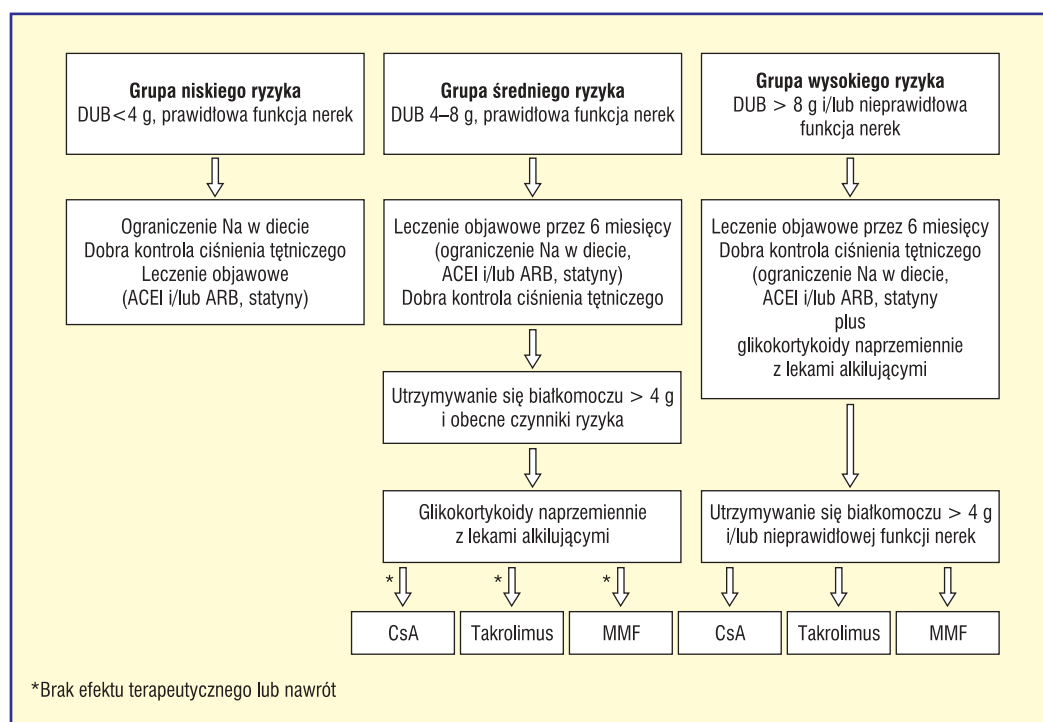 Grupa niskiego ryzyka
DUB<4 g, prawidłowa funkcja nerek
Ograniczenie Na w diecie
Dobra kontrola ciśnienia tętniczego
Leczenie objawowe
(ACEI i/lub ARB, statyny)
Grupa średniego ryzyka
DUB 4–8 g, prawidłowa funkcja nerek
Leczenie objawowe przez 6 miesięcy
(ograniczenie Na w diecie,
ACEI i/lub ARB, statyny)
Dobra kontrola ciśnienia tętniczego
Utrzymywanie się białkomoczu > 4 g
i obecne czynniki ryzyka
Glikokortykoidy naprzemiennie
z lekami alkilującymi
* * *
CsA
Takrolimus
MMF
Grupa wysokiego ryzyka
DUB > 8 g i/lub nieprawidłowa
funkcja nerek
Leczenie objawowe przez 6 miesięcy
Dobra kontrola ciśnienia tętniczego
(ograniczenie Na w diecie,
ACEI i/lub ARB, statyny
plus
glikokortykoidy naprzemiennie
z lekami alkilującymi
Utrzymywanie się białkomoczu > 4 g
i/lub nieprawidłowej funkcji nerek
CsA
Takrolimus
MMF
*Brak efektu terapeutycznego lub nawrót